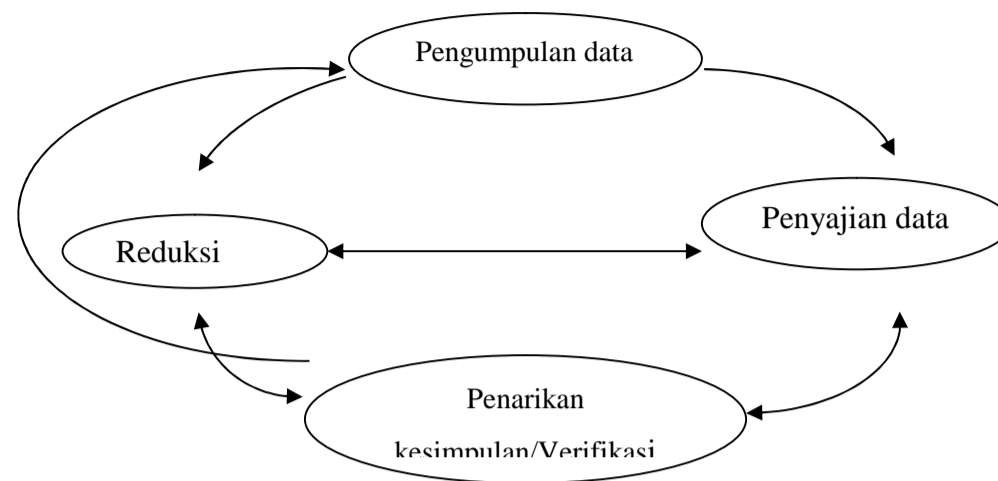 Pengumpulan data
Penyajian data
Reduksi
Penarikan
kesimpulan/Verifikasi